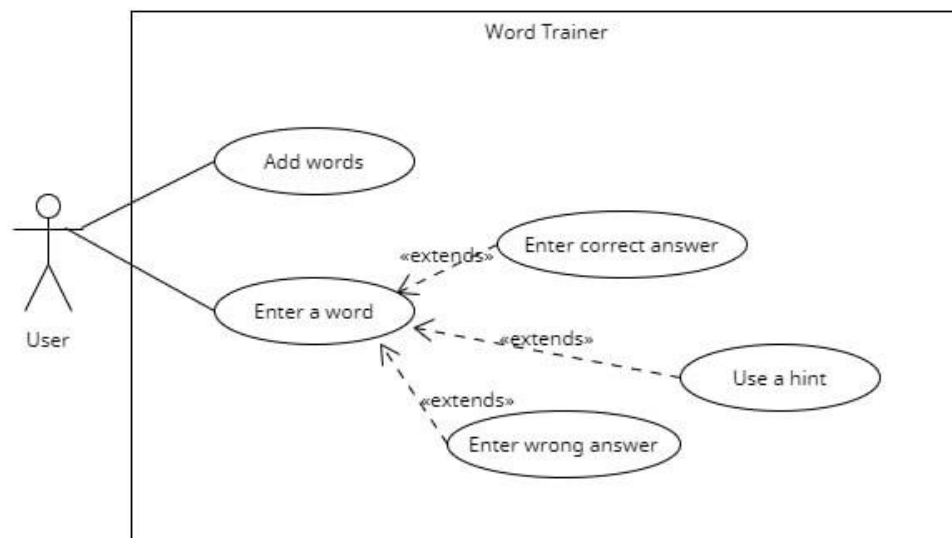 Word Trainer
Add words
Enter correct answer
«extends»
Enter a word
«extends»
User
Use a hint
«extends»
Enter wrong answer